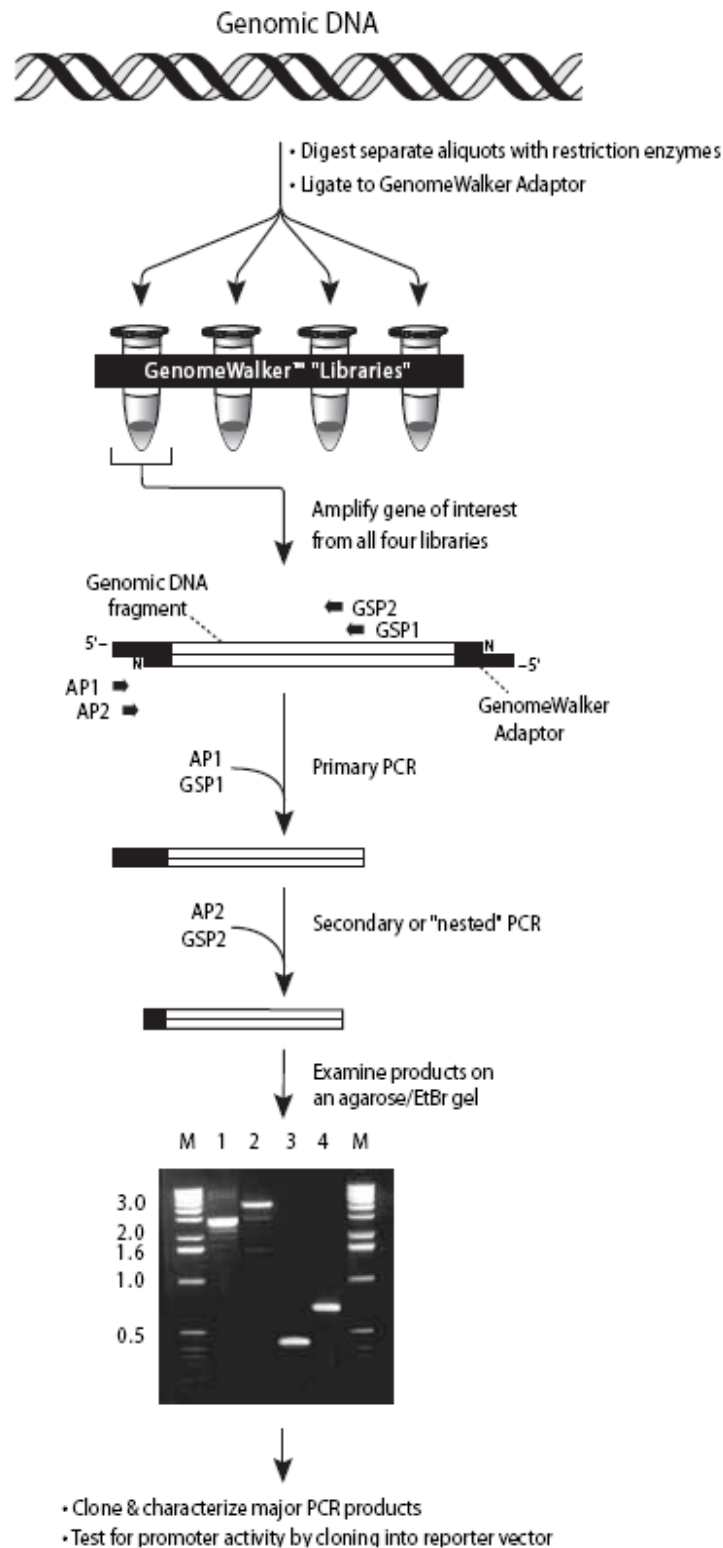 Genomic DNA
• Digest separate aliquots with restriction enzymes
• Ligate to GenomeWalker Adaptor
GenomeWalker™ "Libraries"
Amplify gene of interest
from all four libraries
Genomic DNA
fragment
GSP2
GSP1
5'–
N
N
–5'
AP1
AP2
GenomeWalker
Adaptor
AP1
GSP1
Primary PCR
AP2
GSP2
Secondary or "nested" PCR
Examine products on
an agarose/EtBr gel
M 1 2 3 4 M
3.0
2.0
1.6
1.0
0.5
• Clone & characterize major PCR products
• Test for promoter activity by cloning into reporter vector